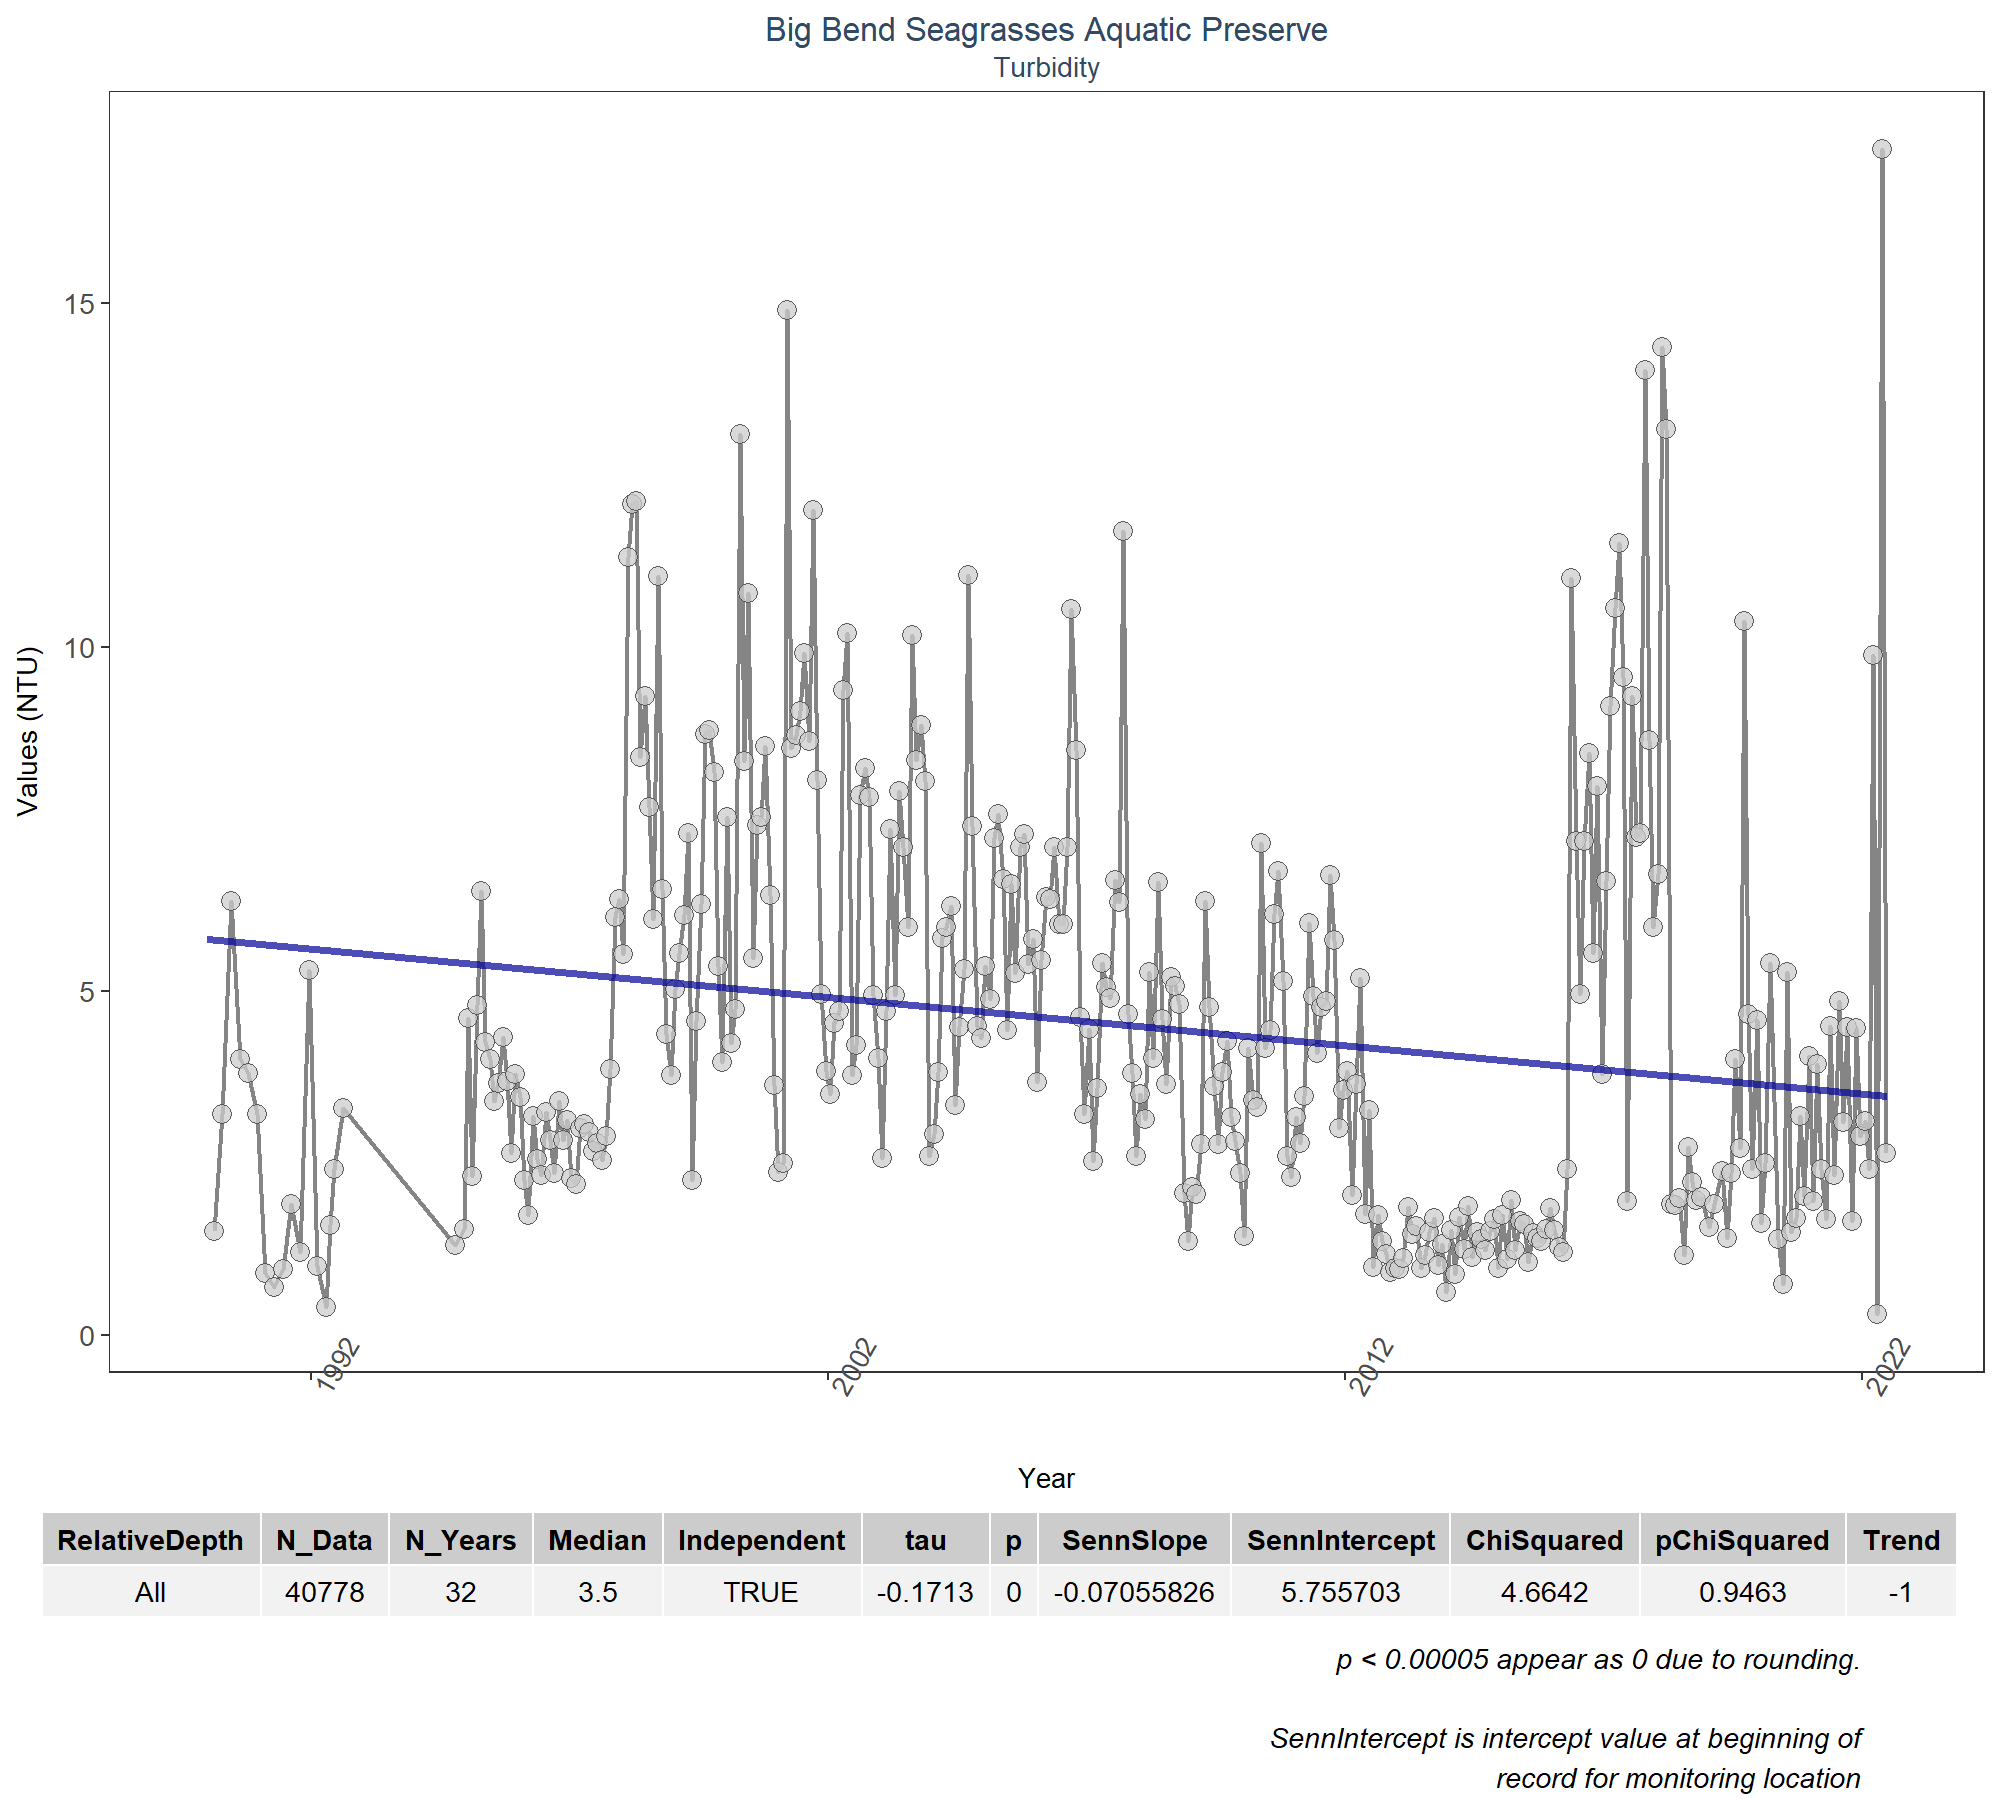 Big Bend Seagrasses Aquatic Preserve
Turbidity
Values (NTU)
15
10
5
0
1992 2002 2012 2022
Year
RelativeDepth N_Data N_Years Median Independent tau p SennSlope SennIntercept ChiSquared pChiSquared Trend
All 40778 32 3.5 TRUE -0.1713 0 -0.07055826 5.755703 4.6642 0.9463 -1
p < 0.00005 appear as 0 due to rounding.
SennIntercept is intercept value at beginning of
record for monitoring location